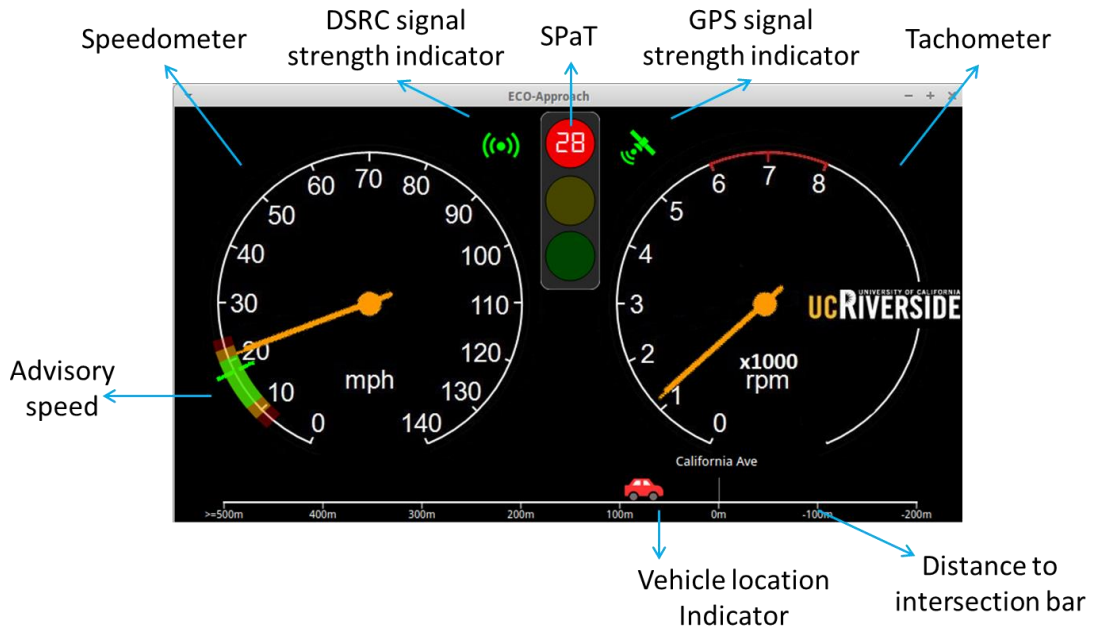 Speedometer
DSRC signal
strength indicator
SPaT
GPS signal
strength indicator
Tachometer
ECO-Approach
28
0
10
20
30
40
50
60
70
80
90
100
110
120
130
140
mph
0
1
2
3
4
5
6
7
8
x1000
rpm
UNIVERSITY OF CALIFORNIA
UCRIVERSIDE
Advisory
speed
California Ave
>=500m 400m 300m 200m 100m 0m -100m -200m
Vehicle location
Indicator
Distance to
intersection bar